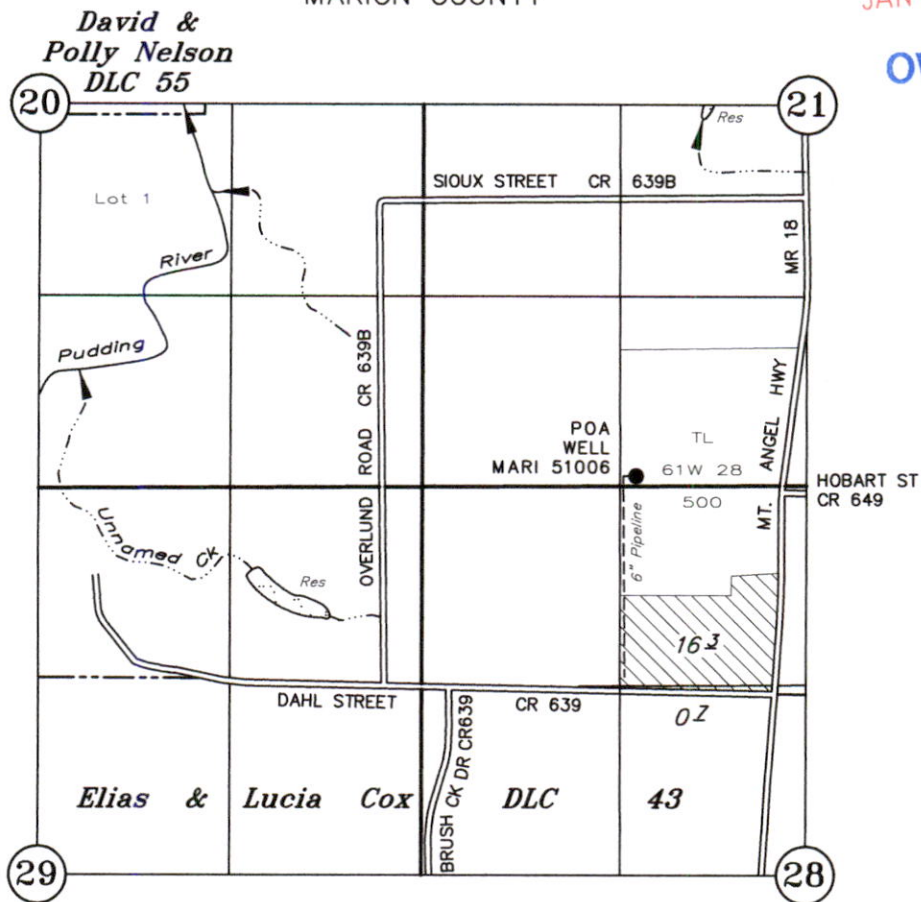 MARION COUNTY
JAN
OW
David &
Polly Nelson
DLC 55
20
21
Res
Lot 1
SIOUX STREET CR 639B
MR 18
River
Pudding
OVERLUND ROAD CR 639B
MT. ANGEL HWY
POA
WELL
MARI 51006
TL
61W 28
500
HOBART ST
CR 649
6" Pipeline
Unnamed Ck
Res
16.3
DAHL STREET CR 639
0.1
BRUSH CK DR CR639
Elias & Lucia Cox DLC 43
29
28